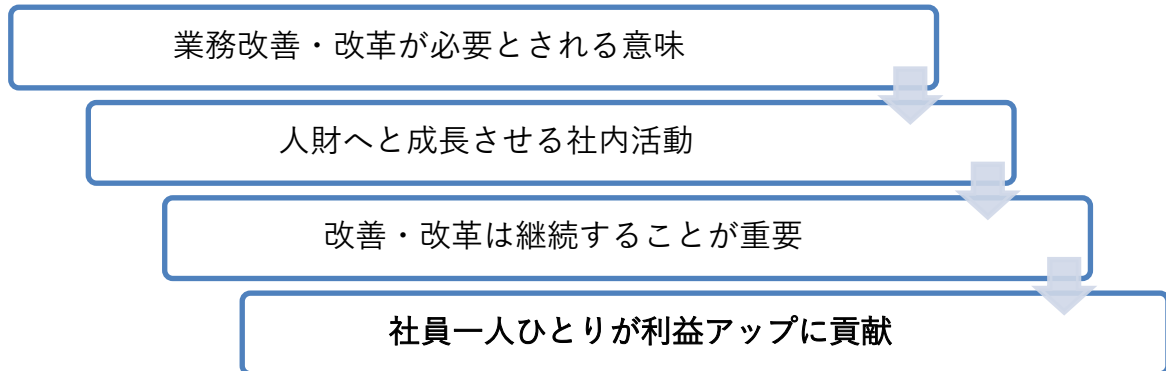 業務改善・改革が必要とされる意味
人財へと成長させる社内活動
改善・改革は継続することが重要
社員一人ひとりが利益アップに貢献